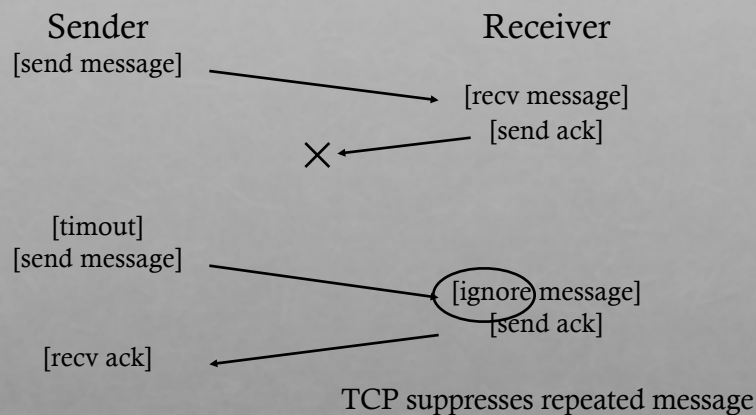 Sender
Receiver
[send message]
[recv message]
[send ack]
[timout]
[send message]
[ignore message]
[send ack]
[recv ack]
TCP suppresses repeated message